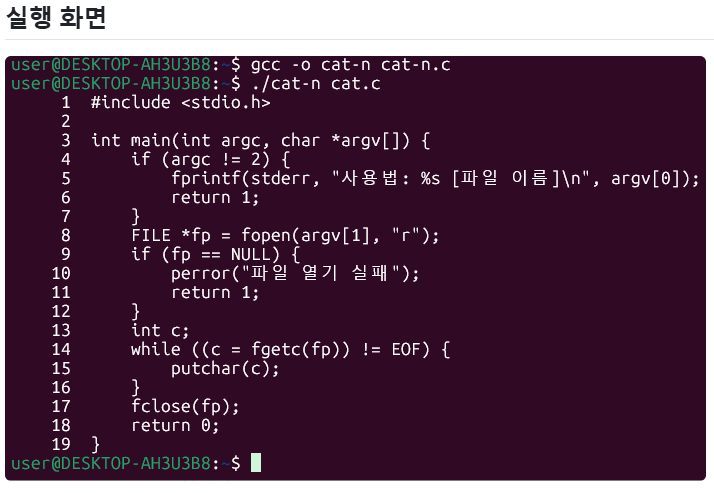 실행 화면
user@DESKTOP-AH3U3B8:~$ gcc -o cat-n cat-n.c
user@DESKTOP-AH3U3B8:~$ ./cat-n cat.c
     1  #include <stdio.h>
     2
     3  int main(int argc, char *argv[]) {
     4      if (argc != 2) {
     5          fprintf(stderr, "사용법: %s [파일 이름]\n", argv[0]);
     6          return 1;
     7      }
     8      FILE *fp = fopen(argv[1], "r");
     9      if (fp == NULL) {
    10          perror("파일 열기 실패");
    11          return 1;
    12      }
    13      int c;
    14      while ((c = fgetc(fp)) != EOF) {
    15          putchar(c);
    16      }
    17      fclose(fp);
    18      return 0;
    19  }
user@DESKTOP-AH3U3B8:~$